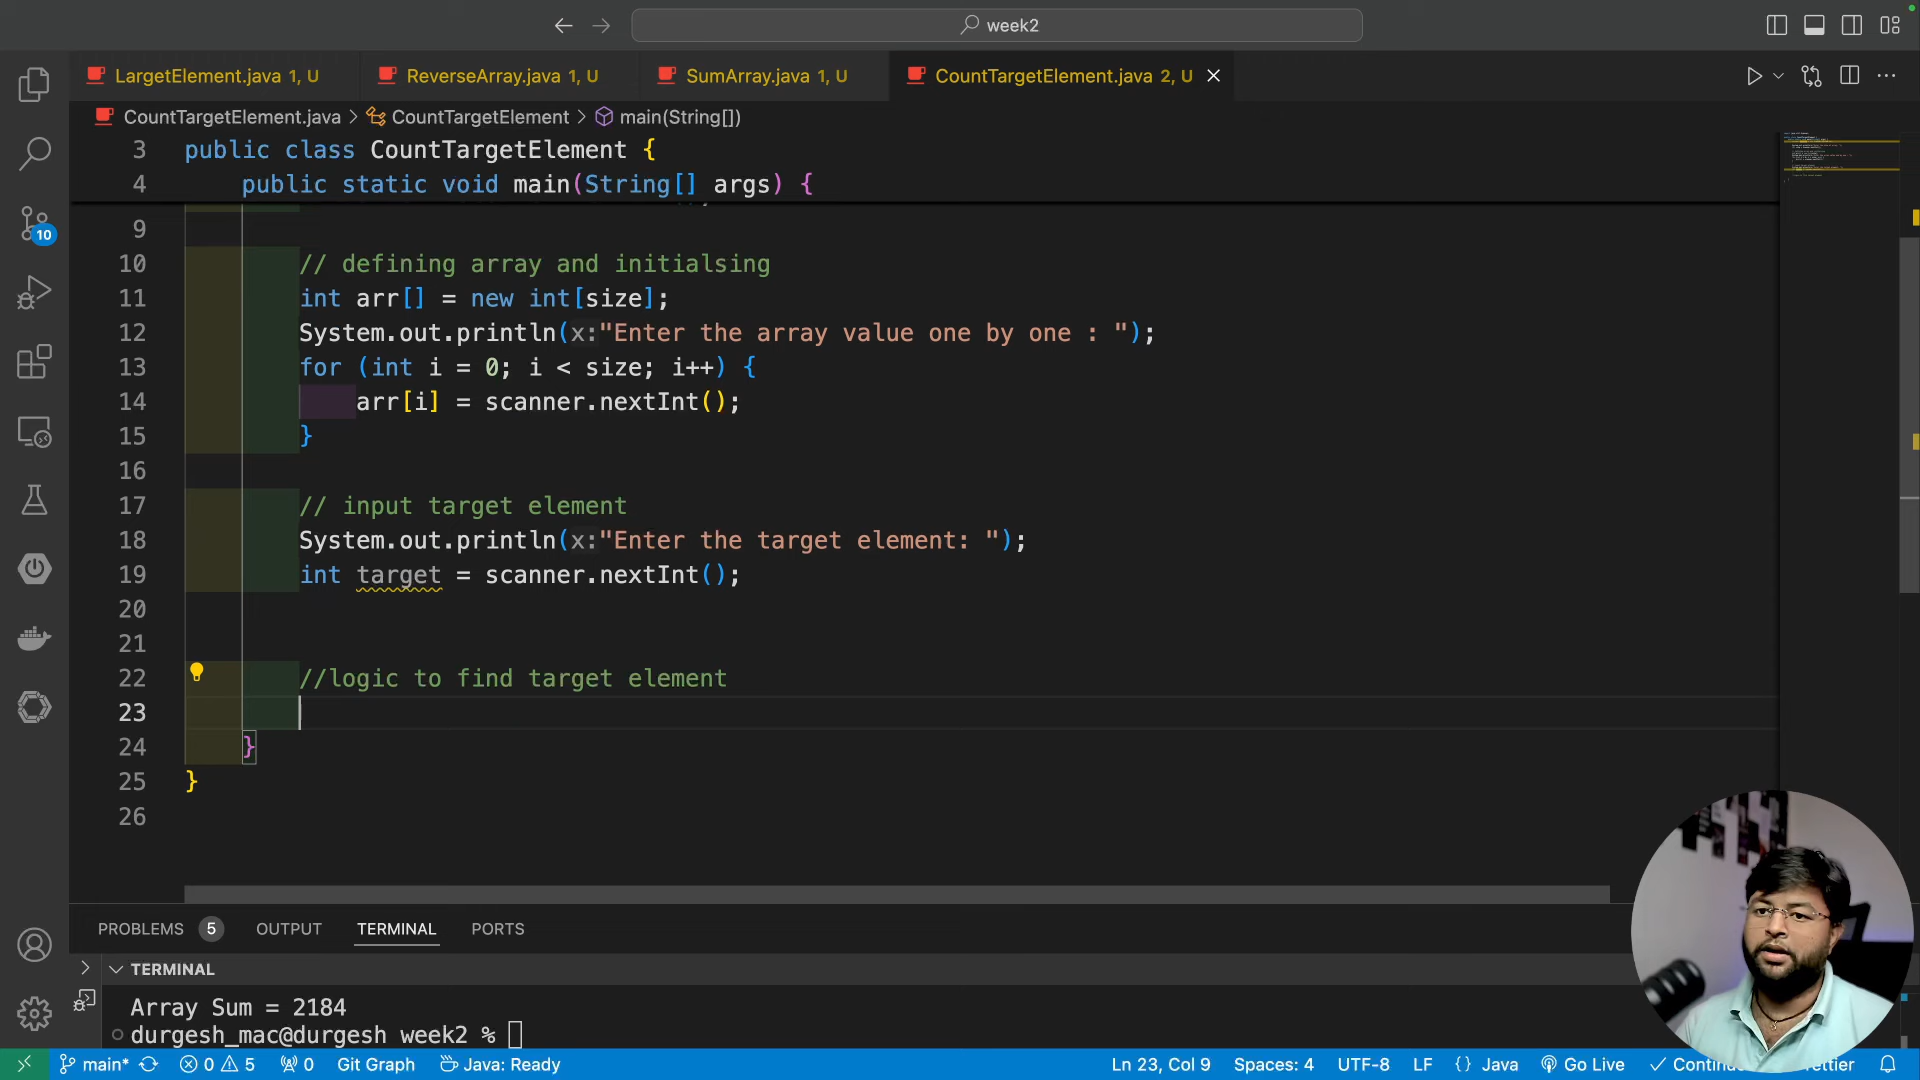 week2
LargetElement.java 1, U
ReverseArray.java 1, U
SumArray.java 1, U
CountTargetElement.java 2, U
CountTargetElement.java > CountTargetElement > main(String[])
3 public class CountTargetElement {
4 public static void main(String[] args) {
9
10 // defining array and initialsing
11 int arr[] = new int[size];
12 System.out.println(x:"Enter the array value one by one : ");
13 for (int i = 0; i < size; i++) {
14 arr[i] = scanner.nextInt();
15 }
16
17 // input target element
18 System.out.println(x:"Enter the target element: ");
19 int target = scanner.nextInt();
20
21
22 //logic to find target element
23
24 }
25 }
26
10
PROBLEMS 5 OUTPUT TERMINAL PORTS
TERMINAL
Array Sum = 2184
durgesh_mac@durgesh week2 %
main* 0 5 0 Git Graph Java: Ready Ln 23, Col 9 Spaces: 4 UTF-8 LF {} Java Go Live